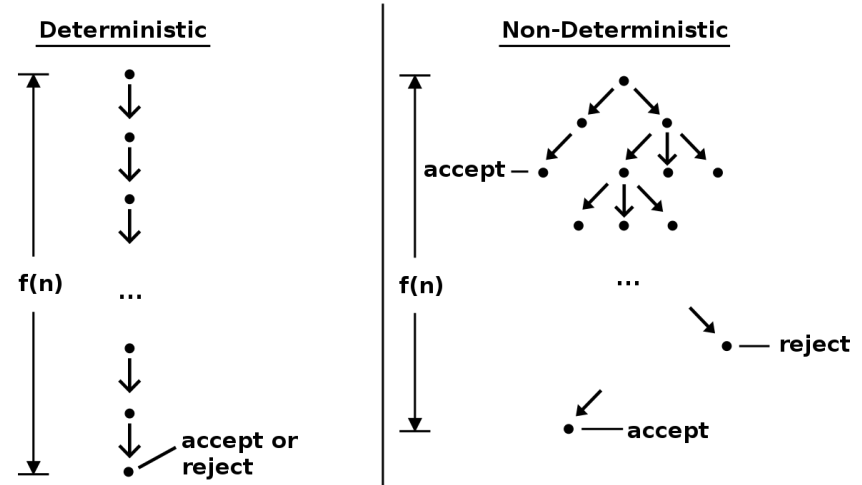 Deterministic
f(n)
...
accept or
reject
Non-Deterministic
accept
f(n)
...
reject
accept